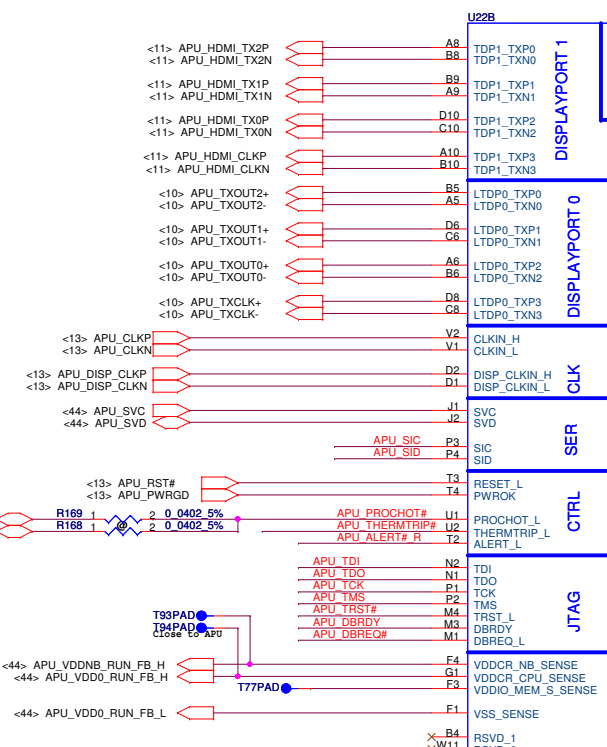 U22B
<11> APU_HDMI_TX2P A8 TDP1_TXP0
<11> APU_HDMI_TX2N B8 TDP1_TXN0
<11> APU_HDMI_TX1P B9 TDP1_TXP1
<11> APU_HDMI_TX1N A9 TDP1_TXN1
<11> APU_HDMI_TX0P D10 TDP1_TXP2
<11> APU_HDMI_TX0N C10 TDP1_TXN2
<11> APU_HDMI_CLKP A10 TDP1_TXP3
<11> APU_HDMI_CLKN B10 TDP1_TXN3
DISPLAYPORT 1
<10> APU_TXOUT2+ B5 LTDP0_TXP0
<10> APU_TXOUT2- A5 LTDP0_TXN0
<10> APU_TXOUT1+ D6 LTDP0_TXP1
<10> APU_TXOUT1- C6 LTDP0_TXN1
<10> APU_TXOUT0+ A6 LTDP0_TXP2
<10> APU_TXOUT0- B6 LTDP0_TXN2
<10> APU_TXCLK+ D8 LTDP0_TXP3
<10> APU_TXCLK- C8 LTDP0_TXN3
DISPLAYPORT 0
<13> APU_CLKP V2 CLKIN_H
<13> APU_CLKN V1 CLKIN_L
<13> APU_DISP_CLKP D2 DISP_CLKIN_H
<13> APU_DISP_CLKN D1 DISP_CLKIN_L
CLK
<44> APU_SVC J1 SVC
<44> APU_SVD J2 SVD
APU_SIC P3 SIC
APU_SID P4 SID
SER
<13> APU_RST# T3 RESET_L
<13> APU_PWRGD T4 PWROK
R169 1 2 0_0402_5% APU_PROCHOT# U1 PROCHOT_L
R168 1 @ 2 0_0402_5% APU_THERMTRIP# U2 THERMTRIP_L
APU_ALERT#_R T2 ALERT_L
CTRL
APU_TDI N2 TDI
APU_TDO N1 TDO
APU_TCK P1 TCK
APU_TMS P2 TMS
APU_TRST# M4 TRST_L
APU_DBRDY M3 DBRDY
APU_DBREQ# M1 DBREQ_L
JTAG
T93PAD
T94PAD
Close to APU
<44> APU_VDDNB_RUN_FB_H F4 VDDCR_NB_SENSE
<44> APU_VDD0_RUN_FB_H G1 VDDCR_CPU_SENSE
T77PAD F3 VDDIO_MEM_S_SENSE
<44> APU_VDD0_RUN_FB_L F1 VSS_SENSE
B4 RSVD_1
W11